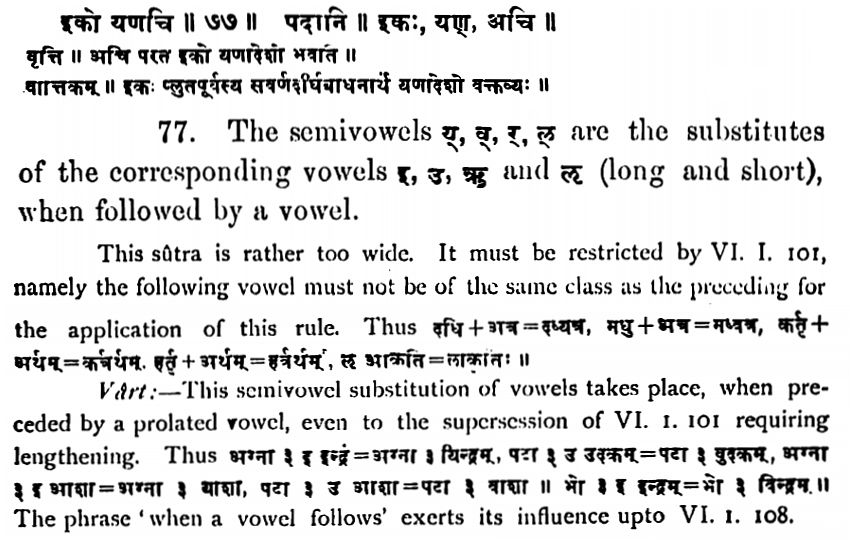 इको यणचि ॥ ७७ ॥ पदानि ॥ इकः, यण्, अचि ॥
वृत्ति ॥ अचि परत इको यणादेशो भवति ॥
वार्त्तिकम् ॥ इकः प्लुतपूर्वस्य सवर्णदीर्घबाधनार्थं यणादेशो वक्तव्यः ॥
77. The semivowels य्, व्, र्, ल् are the substitutes
of the corresponding vowels इ, उ, ऋ and ऌ (long and short),
when followed by a vowel.
This sûtra is rather too wide. It must be restricted by VI. I. 101,
namely the following vowel must not be of the same class as the preceding for
the application of this rule. Thus दधि + अत्र = दध्यत्र, मधु + अत्र = मध्वत्र, कर्तृ +
अर्थम् = कर्त्रर्थम्. हर्तृ + अर्थम् = हर्त्रर्थम्, ऌ आकृतिः = लाकृतिः ॥
Vârt:—This semivowel substitution of vowels takes place, when pre-
ceded by a prolated vowel, even to the supersession of VI. 1. 101 requiring
lengthening. Thus अग्ना ३ इ इन्द्रं = अग्ना ३ यिन्द्रम्, पटा ३ उ उदकम् = पटा ३ वुदकम्, अग्ना
३ इ आशा = अग्ना ३ याशा, पटा ३ उ आशा = पटा ३ वाशा ॥ भो ३ इ इन्द्रम् = भो ३ यिन्द्रम् ॥
The phrase 'when a vowel follows' exerts its influence upto VI. 1. 108.